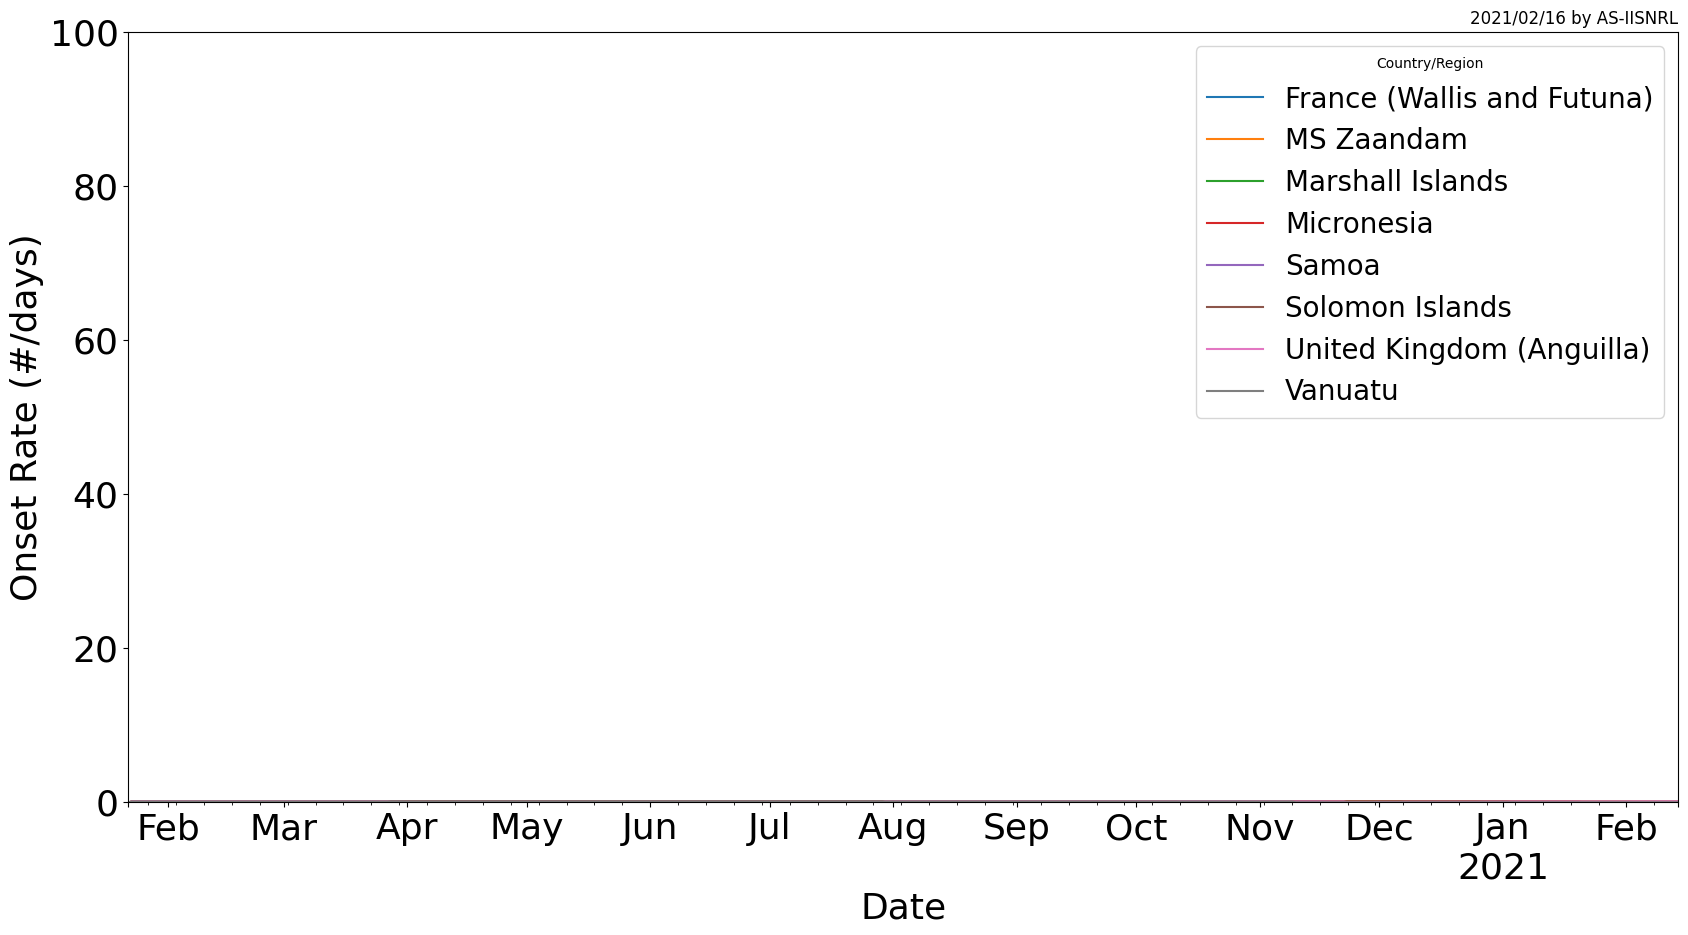 2021/02/16 by AS-IISNRL
100
80
60
40
20
0
Onset Rate (#/days)
Country/Region
France (Wallis and Futuna)
MS Zaandam
Marshall Islands
Micronesia
Samoa
Solomon Islands
United Kingdom (Anguilla)
Vanuatu
Feb Mar Apr May Jun Jul Aug Sep Oct Nov Dec Jan Feb
2021
Date